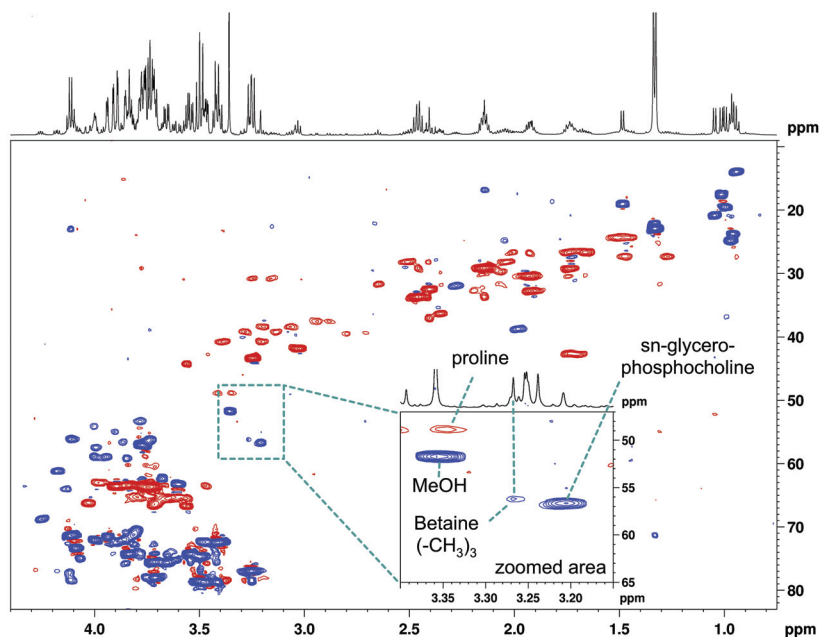 ppm
20
30
40
50
60
70
80
ppm
4.0
3.5
3.0
2.5
2.0
1.5
1.0
ppm
proline
sn-glycero-
phosphocholine
ppm
50
55
60
65
MeOH
Betaine
(-CH₃)₃
zoomed area
3.35
3.30
3.25
3.20
ppm